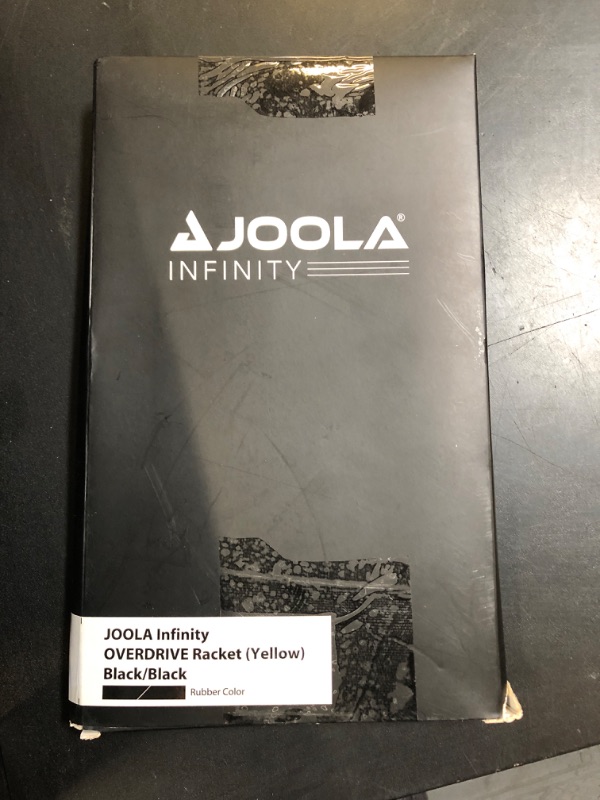 JOOLA®
INFINITY
JOOLA Infinity
OVERDRIVE Racket (Yellow)
Black/Black
Rubber Color